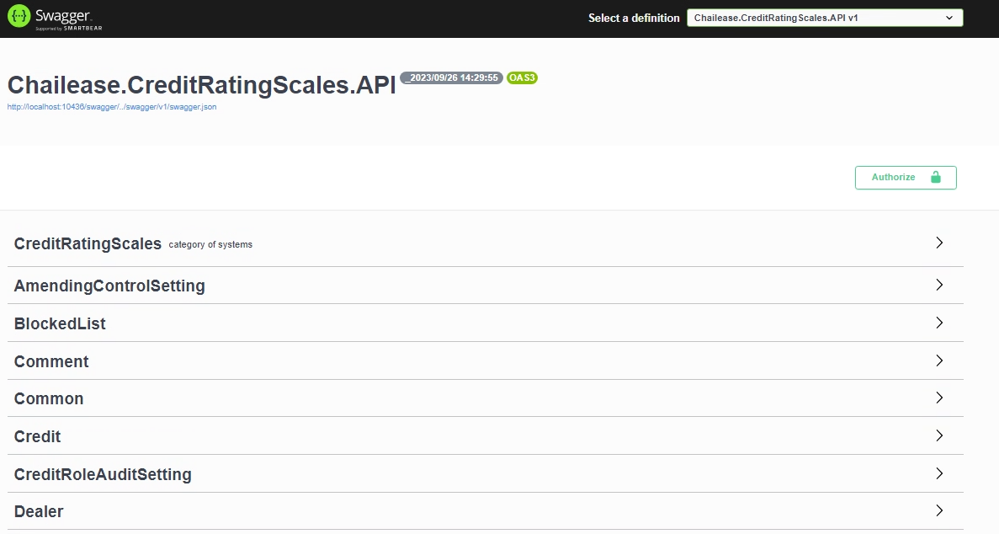 Swagger
Supported by SMARTBEAR
Select a definition
Chailease.CreditRatingScales.API v1
Chailease.CreditRatingScales.API
_2023/09/26 14:29:55
OAS3
http://localhost:10436/swagger/../swagger/v1/swagger.json
Authorize
CreditRatingScales category of systems
AmendingControlSetting
BlockedList
Comment
Common
Credit
CreditRoleAuditSetting
Dealer